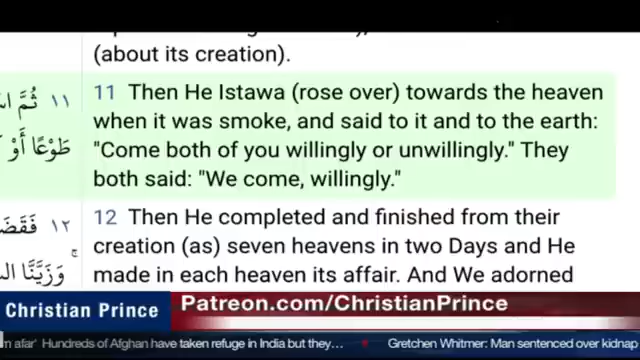 (about its creation).
١١ ثُمَّ
11 Then He Istawa (rose over) towards the heaven
when it was smoke, and said to it and to the earth:
طَوْعًا أَوْ
"Come both of you willingly or unwillingly." They
both said: "We come, willingly."
١٢
12 Then He completed and finished from their
creation (as) seven heavens in two Days and He
وَزَيَّنَّا
made in each heaven its affair. And We adorned
Christian Prince
Patreon.com/ChristianPrince
m afar' Hundreds of Afghan have taken refuge in India but they… Gretchen Whitmer: Man sentenced over kidnap